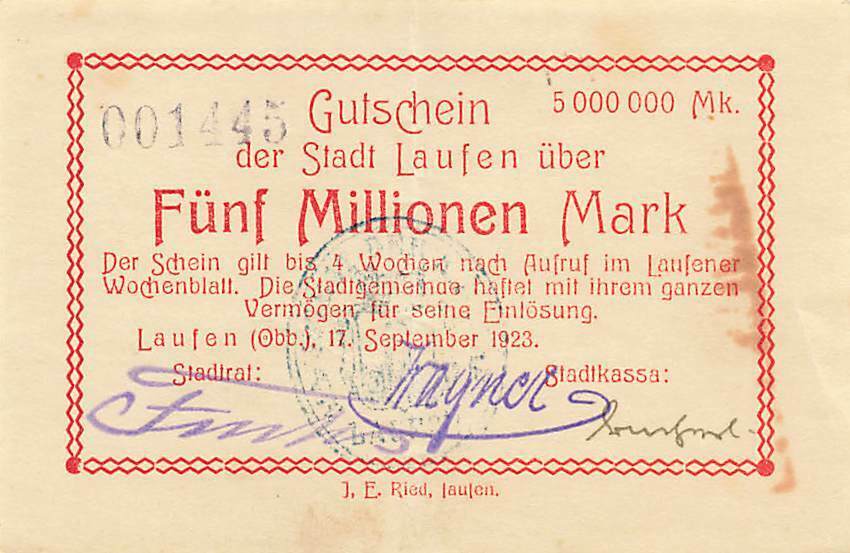 001445 Gutschein 5 000 000 Mk.
der Stadt Laufen über
Fünf Millionen Mark
Der Schein gilt bis 4 Wochen nach Aufruf im Laufener
Wochenblatt. Die Stadtgemeinde haftet mit ihrem ganzen
Vermögen für seine Einlösung.
Laufen (Obb.), 17. September 1923.
Stadtrat: Stadtkassa:
Wagner
J. E. Ried, Laufen.